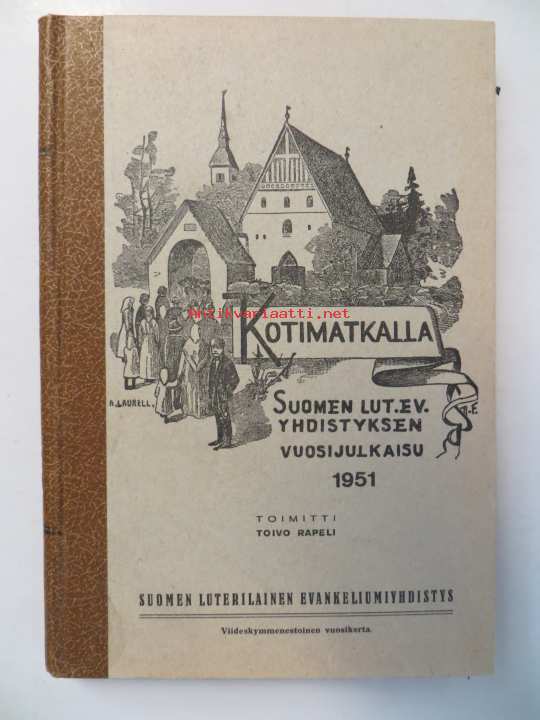 antikvariaatti.net
KOTIMATKALLA
A. LAURELL.
SUOMEN LUT.EV.
YHDISTYKSEN
VUOSIJULKAISU
1951
TOIMITTI
TOIVO RAPELI
SUOMEN LUTERILAINEN EVANKELIUMIYHDISTYS
Viideskymmenestoinen vuosikerta.